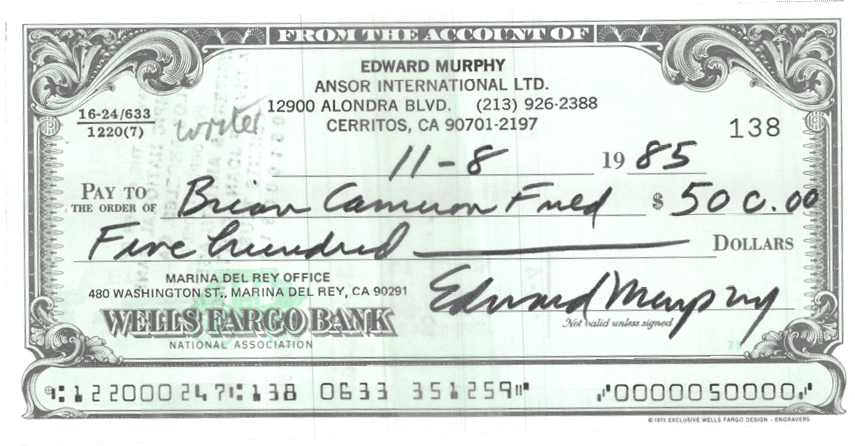 FROM THE ACCOUNT OF
EDWARD MURPHY
ANSOR INTERNATIONAL LTD.
12900 ALONDRA BLVD. (213) 926-2388
CERRITOS, CA 90701-2197
16-24/633
1220(7)
writer
138
11-8 19 85
PAY TO THE ORDER OF Brian Cameron $ 500.00
Five hundred DOLLARS
MARINA DEL REY OFFICE
480 WASHINGTON ST., MARINA DEL REY, CA 90291
WELLS FARGO BANK
NATIONAL ASSOCIATION
Edward Murphy
Not valid unless signed
⑆122000247⑆138 0633 351259⑈ ⑇0000050000⑇
© 1975 EXCLUSIVE WELLS FARGO DESIGN - ENGRAVERS